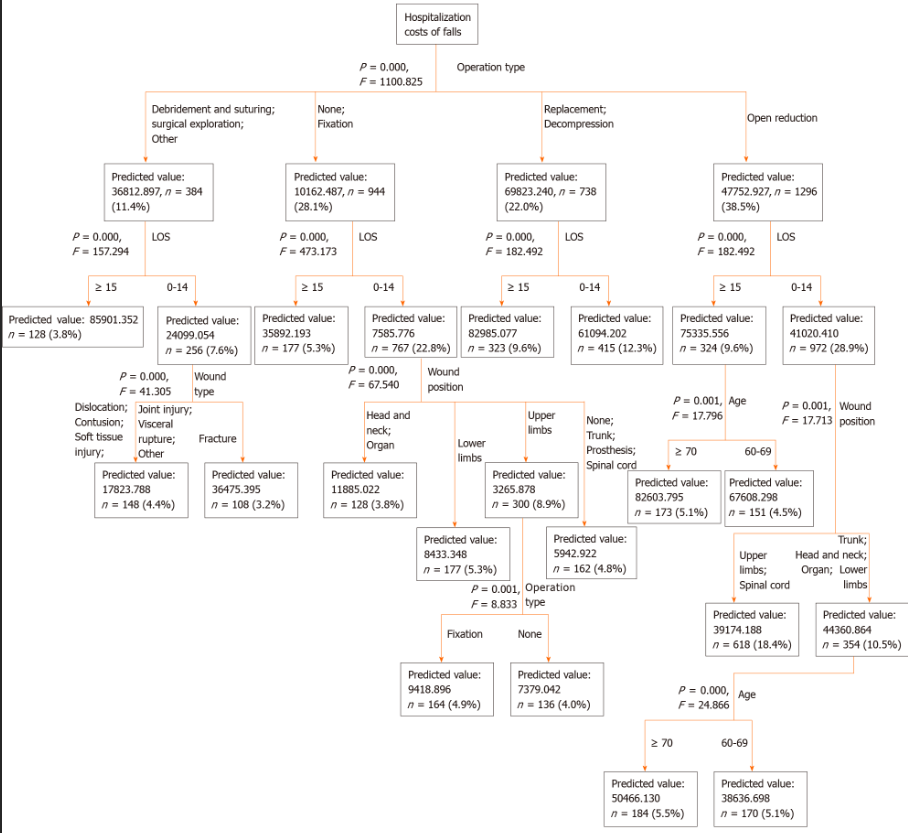 Hospitalization
costs of falls
P = 0.000,
F = 1100.825
Operation type
Debridement and suturing;
surgical exploration;
Other
None;
Fixation
Replacement;
Decompression
Open reduction
Predicted value:
36812.897, n = 384
(11.4%)
Predicted value:
10162.487, n = 944
(28.1%)
Predicted value:
69823.240, n = 738
(22.0%)
Predicted value:
47752.927, n = 1296
(38.5%)
P = 0.000,
F = 157.294
LOS
P = 0.000,
F = 473.173
LOS
P = 0.000,
F = 182.492
LOS
P = 0.000,
F = 182.492
LOS
≥ 15
0-14
≥ 15
0-14
≥ 15
0-14
≥ 15
0-14
Predicted value: 85901.352
n = 128 (3.8%)
Predicted value:
24099.054
n = 256 (7.6%)
Predicted value:
35892.193
n = 177 (5.3%)
Predicted value:
7585.776
n = 767 (22.8%)
Predicted value:
82985.077
n = 323 (9.6%)
Predicted value:
61094.202
n = 415 (12.3%)
Predicted value:
75335.556
n = 324 (9.6%)
Predicted value:
41020.410
n = 972 (28.9%)
P = 0.000,
F = 41.305
Wound
type
P = 0.000,
F = 67.540
Wound
position
P = 0.001,
F = 17.796
Age
P = 0.001,
F = 17.713
Wound
position
Dislocation;
Contusion;
Soft tissue
injury;
Joint injury;
Visceral
rupture;
Other
Fracture
Head and
neck;
Organ
Lower
limbs
Upper
limbs
None;
Trunk;
Prosthesis;
Spinal cord
≥ 70
60-69
Predicted value:
17823.788
n = 148 (4.4%)
Predicted value:
36475.395
n = 108 (3.2%)
Predicted value:
11885.022
n = 128 (3.8%)
Predicted value:
3265.878
n = 300 (8.9%)
Predicted value:
82603.795
n = 173 (5.1%)
Predicted value:
67608.298
n = 151 (4.5%)
Predicted value:
8433.348
n = 177 (5.3%)
Predicted value:
5942.922
n = 162 (4.8%)
Upper
limbs;
Spinal cord
Trunk;
Head and neck;
Organ; Lower
limbs
P = 0.001,
F = 8.833
Operation
type
Fixation
None
Predicted value:
39174.188
n = 618 (18.4%)
Predicted value:
44360.864
n = 354 (10.5%)
Predicted value:
9418.896
n = 164 (4.9%)
Predicted value:
7379.042
n = 136 (4.0%)
P = 0.000,
F = 24.866
Age
≥ 70
60-69
Predicted value:
50466.130
n = 184 (5.5%)
Predicted value:
38636.698
n = 170 (5.1%)